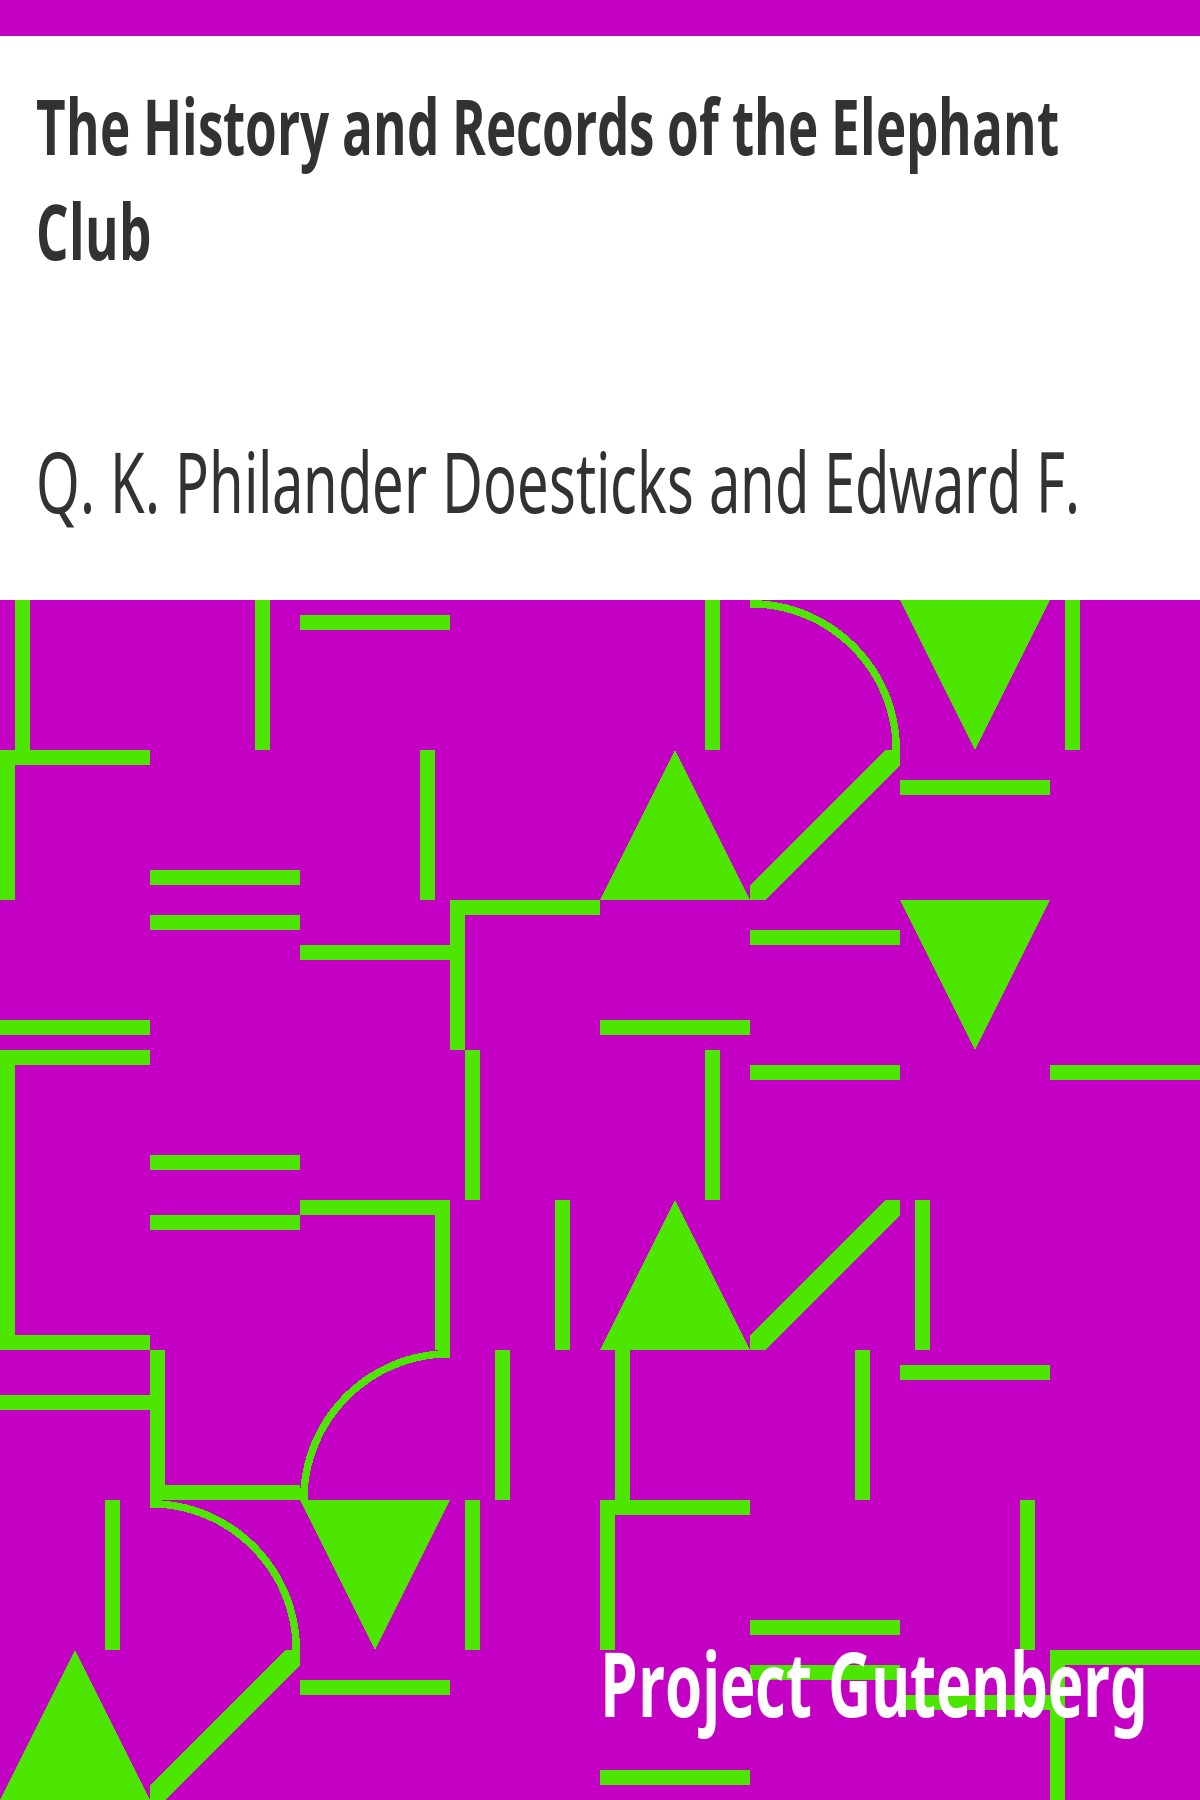 The History and Records of the Elephant
Club
Q. K. Philander Doesticks and Edward F.
Project Gutenberg